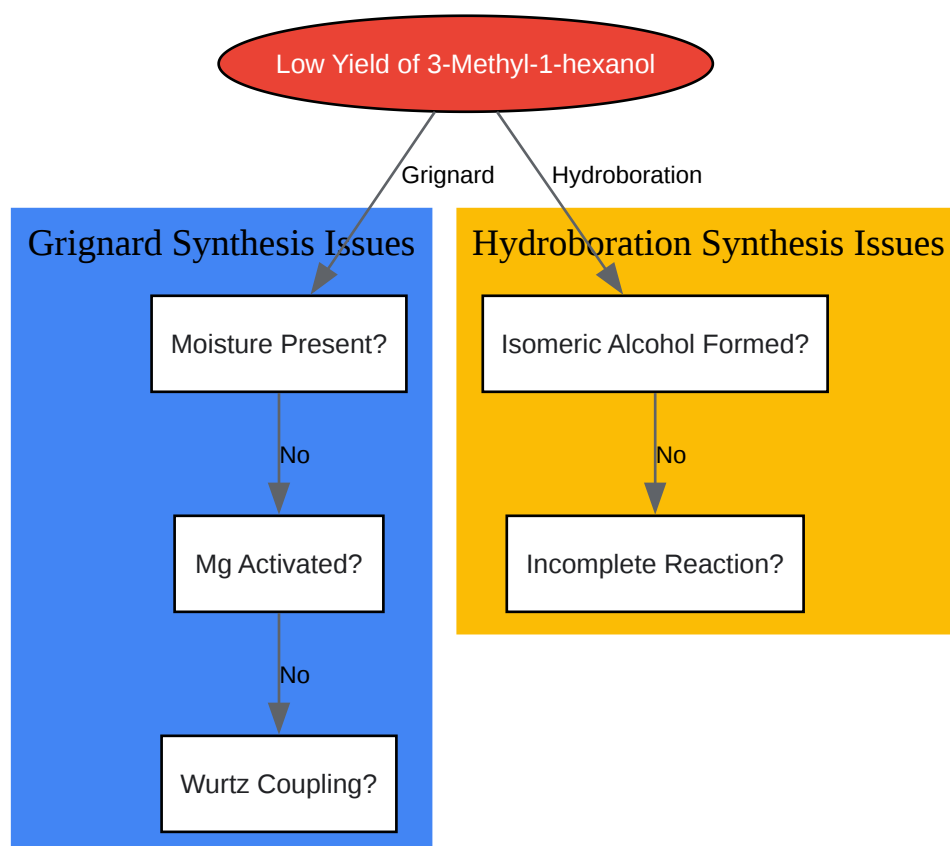 Low Yield of 3-Methyl-1-hexanol
Grignard
Hydroboration
Grignard Synthesis Issues
Hydroboration Synthesis Issues
Moisture Present?
Isomeric Alcohol Formed?
No
No
Mg Activated?
Incomplete Reaction?
No
Wurtz Coupling?